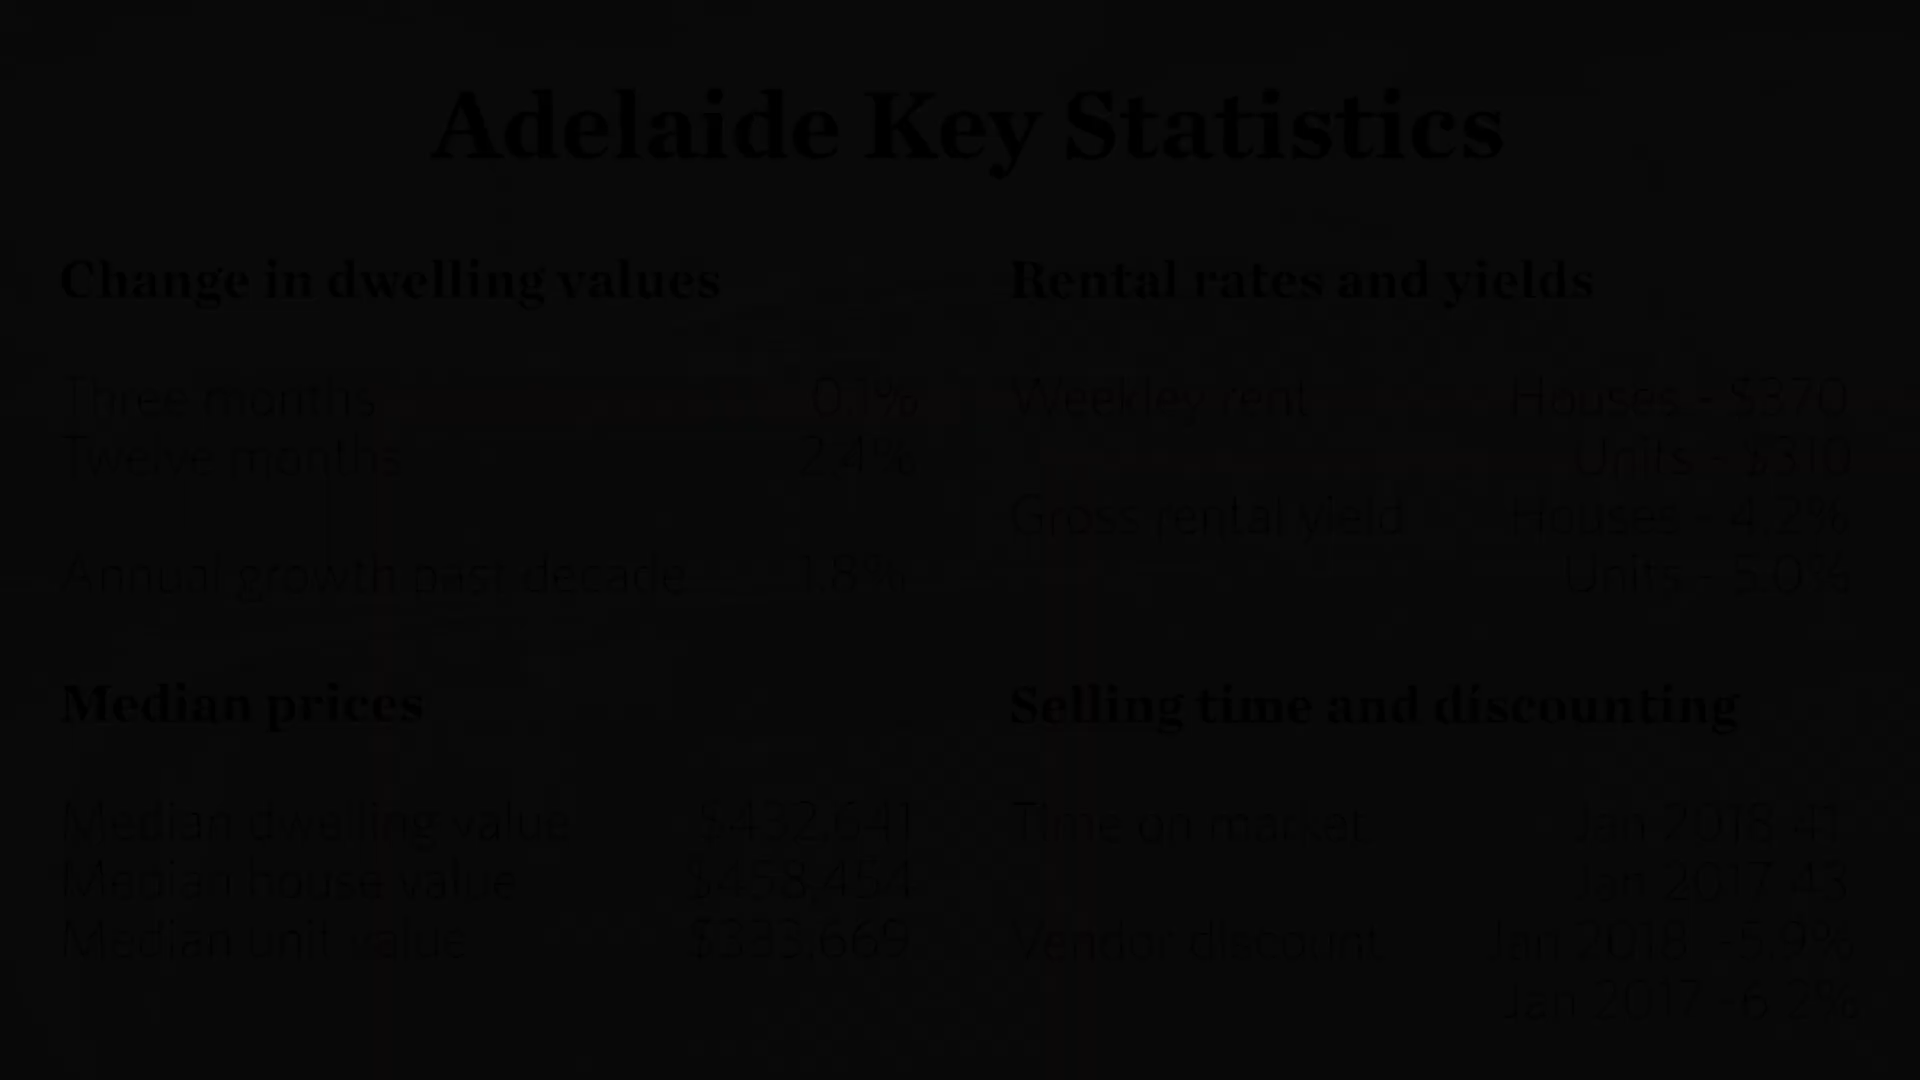 Adelaide Key Statistics
Change in dwelling values
Three months 0.1%
Twelve months 2.4%
Annual growth past decade 1.8%
Rental rates and yields
Weekley rent Houses - $370
Units - $310
Gross rental yield Houses - 4.2%
Units - 5.0%
Median prices
Median dwelling value $432,641
Median house value $458,454
Median unit value $333,669
Selling time and discounting
Time on market Jan 2018 41
Jan 2017 43
Vendor discount Jan 2018 -5.9%
Jan 2017 -6.2%